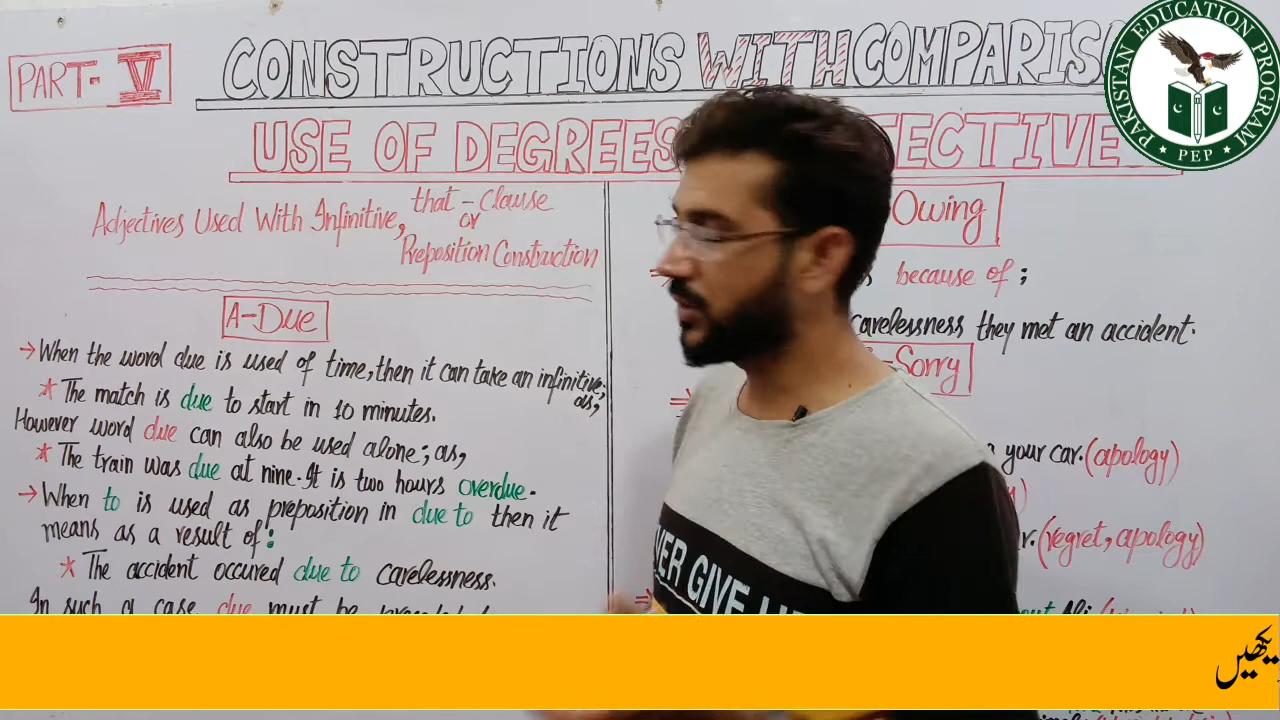 PART-V
CONSTRUCTIONS WITH COMPARISO
USE OF DEGREES
ECTIVE
PAKISTAN EDUCATION PROGRAM
PEP
Adjectives Used With Infinitive, that-clause
or
Preposition Construction
A-Due
→When the word due is used of time, then it can take an infinitive; as,
* The match is due to start in 10 minutes.
However word due can also be used alone; as,
* The train was due at nine. It is two hours overdue.
→When to is used as preposition in due to then it
means as a result of:
* The accident occured due to carelessness.
In such a case, due must be
Owing
because of;
carelessness they met an accident.
-Sorry
your car. (apology)
r. (regret, apology)
VER GIVE U
یکھیں